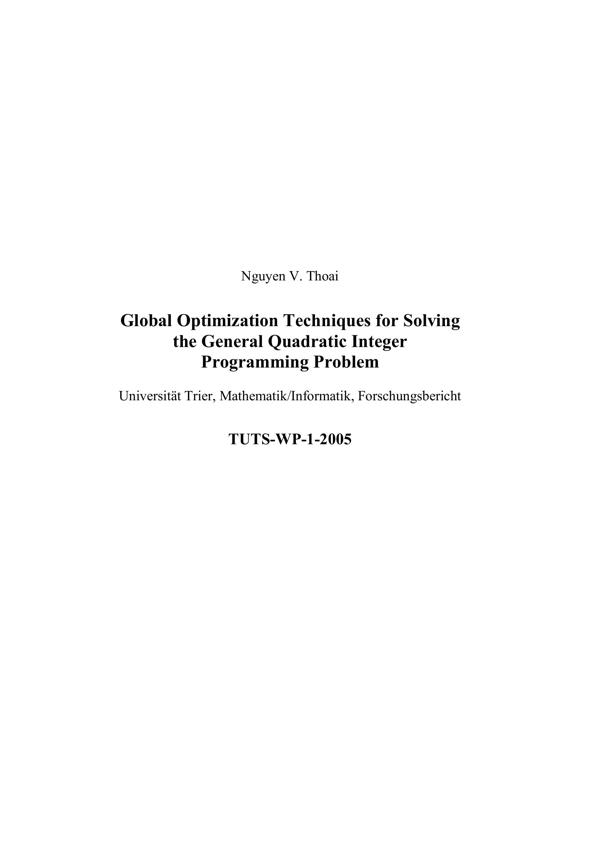 Nguyen V. Thoai
Global Optimization Techniques for Solving
the General Quadratic Integer
Programming Problem
Universität Trier, Mathematik/Informatik, Forschungsbericht
TUTS-WP-1-2005